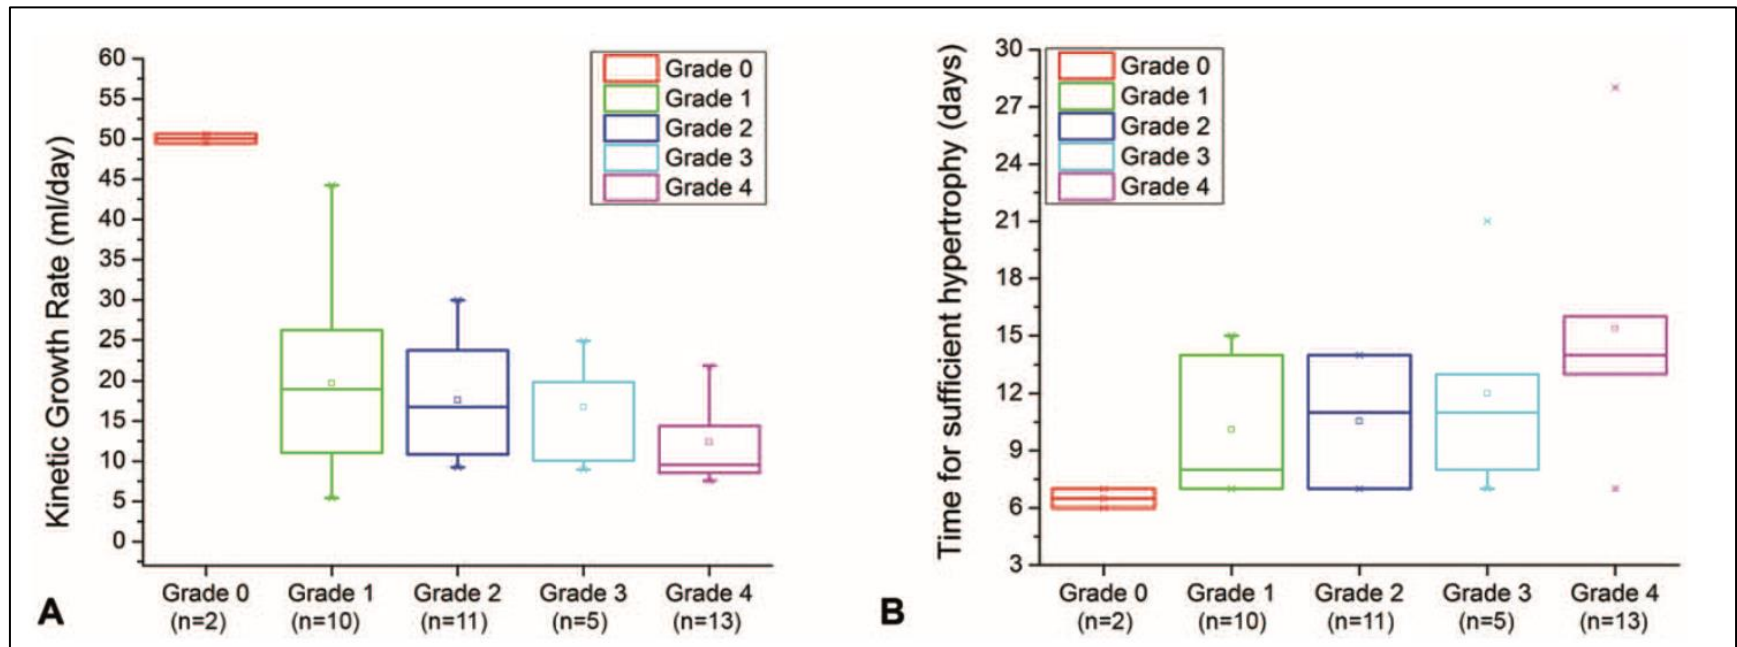 60
55
50
45
40
35
30
25
20
15
10
5
0
Kinetic Growth Rate (ml/day)
Grade 0
Grade 1
Grade 2
Grade 3
Grade 4
Grade 0 Grade 1 Grade 2 Grade 3 Grade 4
(n=2) (n=10) (n=11) (n=5) (n=13)
A
30
27
24
21
18
15
12
9
6
3
Time for sufficient hypertrophy (days)
Grade 0
Grade 1
Grade 2
Grade 3
Grade 4
Grade 0 Grade 1 Grade 2 Grade 3 Grade 4
(n=2) (n=10) (n=11) (n=5) (n=13)
B